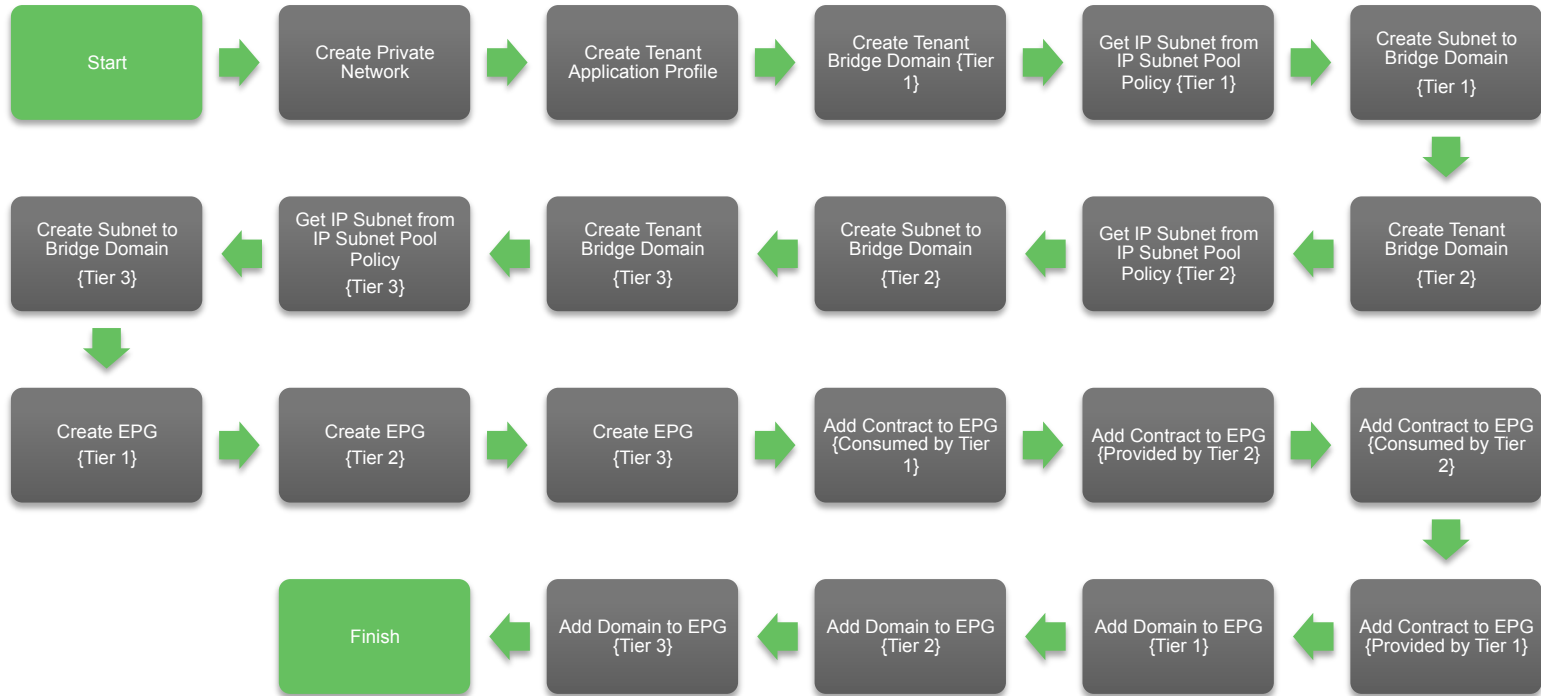 Start
Create Private
Network
Create Tenant
Application Profile
Create Tenant
Bridge Domain {Tier
1}
Get IP Subnet from
IP Subnet Pool
Policy {Tier 1}
Create Subnet to
Bridge Domain
{Tier 1}
Create Tenant
Bridge Domain
{Tier 2}
Get IP Subnet from
IP Subnet Pool
Policy {Tier 2}
Create Subnet to
Bridge Domain
{Tier 2}
Create Tenant
Bridge Domain
{Tier 3}
Get IP Subnet from
IP Subnet Pool
Policy
{Tier 3}
Create Subnet to
Bridge Domain
{Tier 3}
Create EPG
{Tier 1}
Create EPG
{Tier 2}
Create EPG
{Tier 3}
Add Contract to EPG
{Consumed by Tier
1}
Add Contract to EPG
{Provided by Tier 2}
Add Contract to EPG
{Consumed by Tier
2}
Add Contract to EPG
{Provided by Tier 1}
Add Domain to EPG
{Tier 1}
Add Domain to EPG
{Tier 2}
Add Domain to EPG
{Tier 3}
Finish